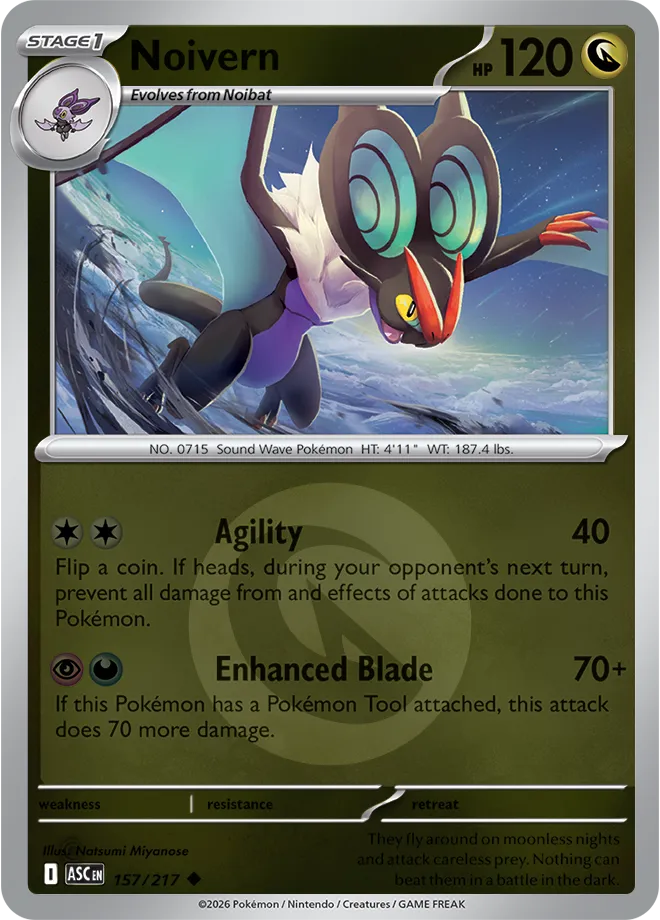 STAGE1
Noivern
HP 120
Evolves from Noibat
NO. 0715 Sound Wave Pokémon HT: 4'11" WT: 187.4 lbs.
Agility 40
Flip a coin. If heads, during your opponent's next turn,
prevent all damage from and effects of attacks done to this
Pokémon.
Enhanced Blade 70+
If this Pokémon has a Pokémon Tool attached, this attack
does 70 more damage.
weakness resistance retreat
Illus. Natsumi Miyanose
They fly around on moonless nights
and attack careless prey. Nothing can
beat them in a battle in the dark.
ASC EN 157/217
©2026 Pokémon / Nintendo / Creatures / GAME FREAK